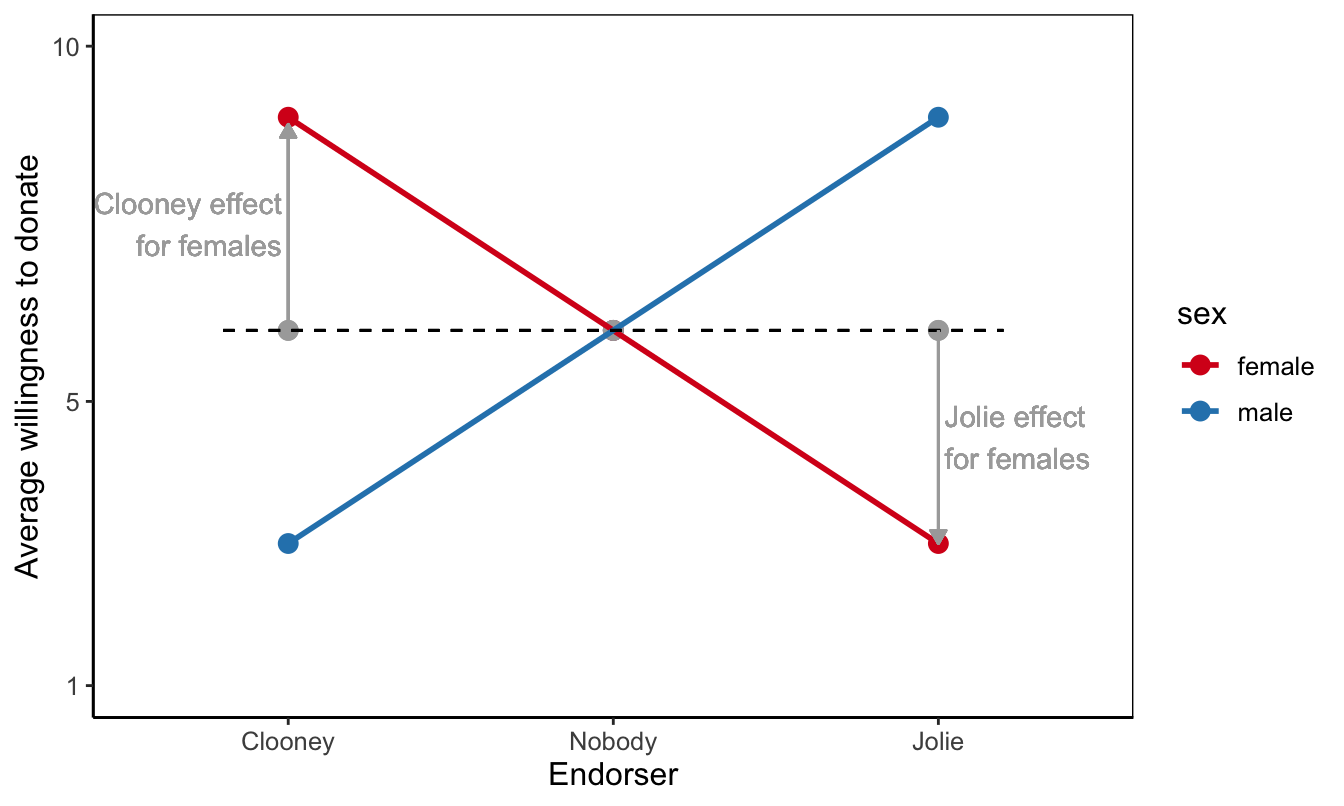 10
5
1
Average willingness to donate
Clooney effect
for females
Jolie effect
for females
Clooney
Nobody
Jolie
Endorser
sex
female
male